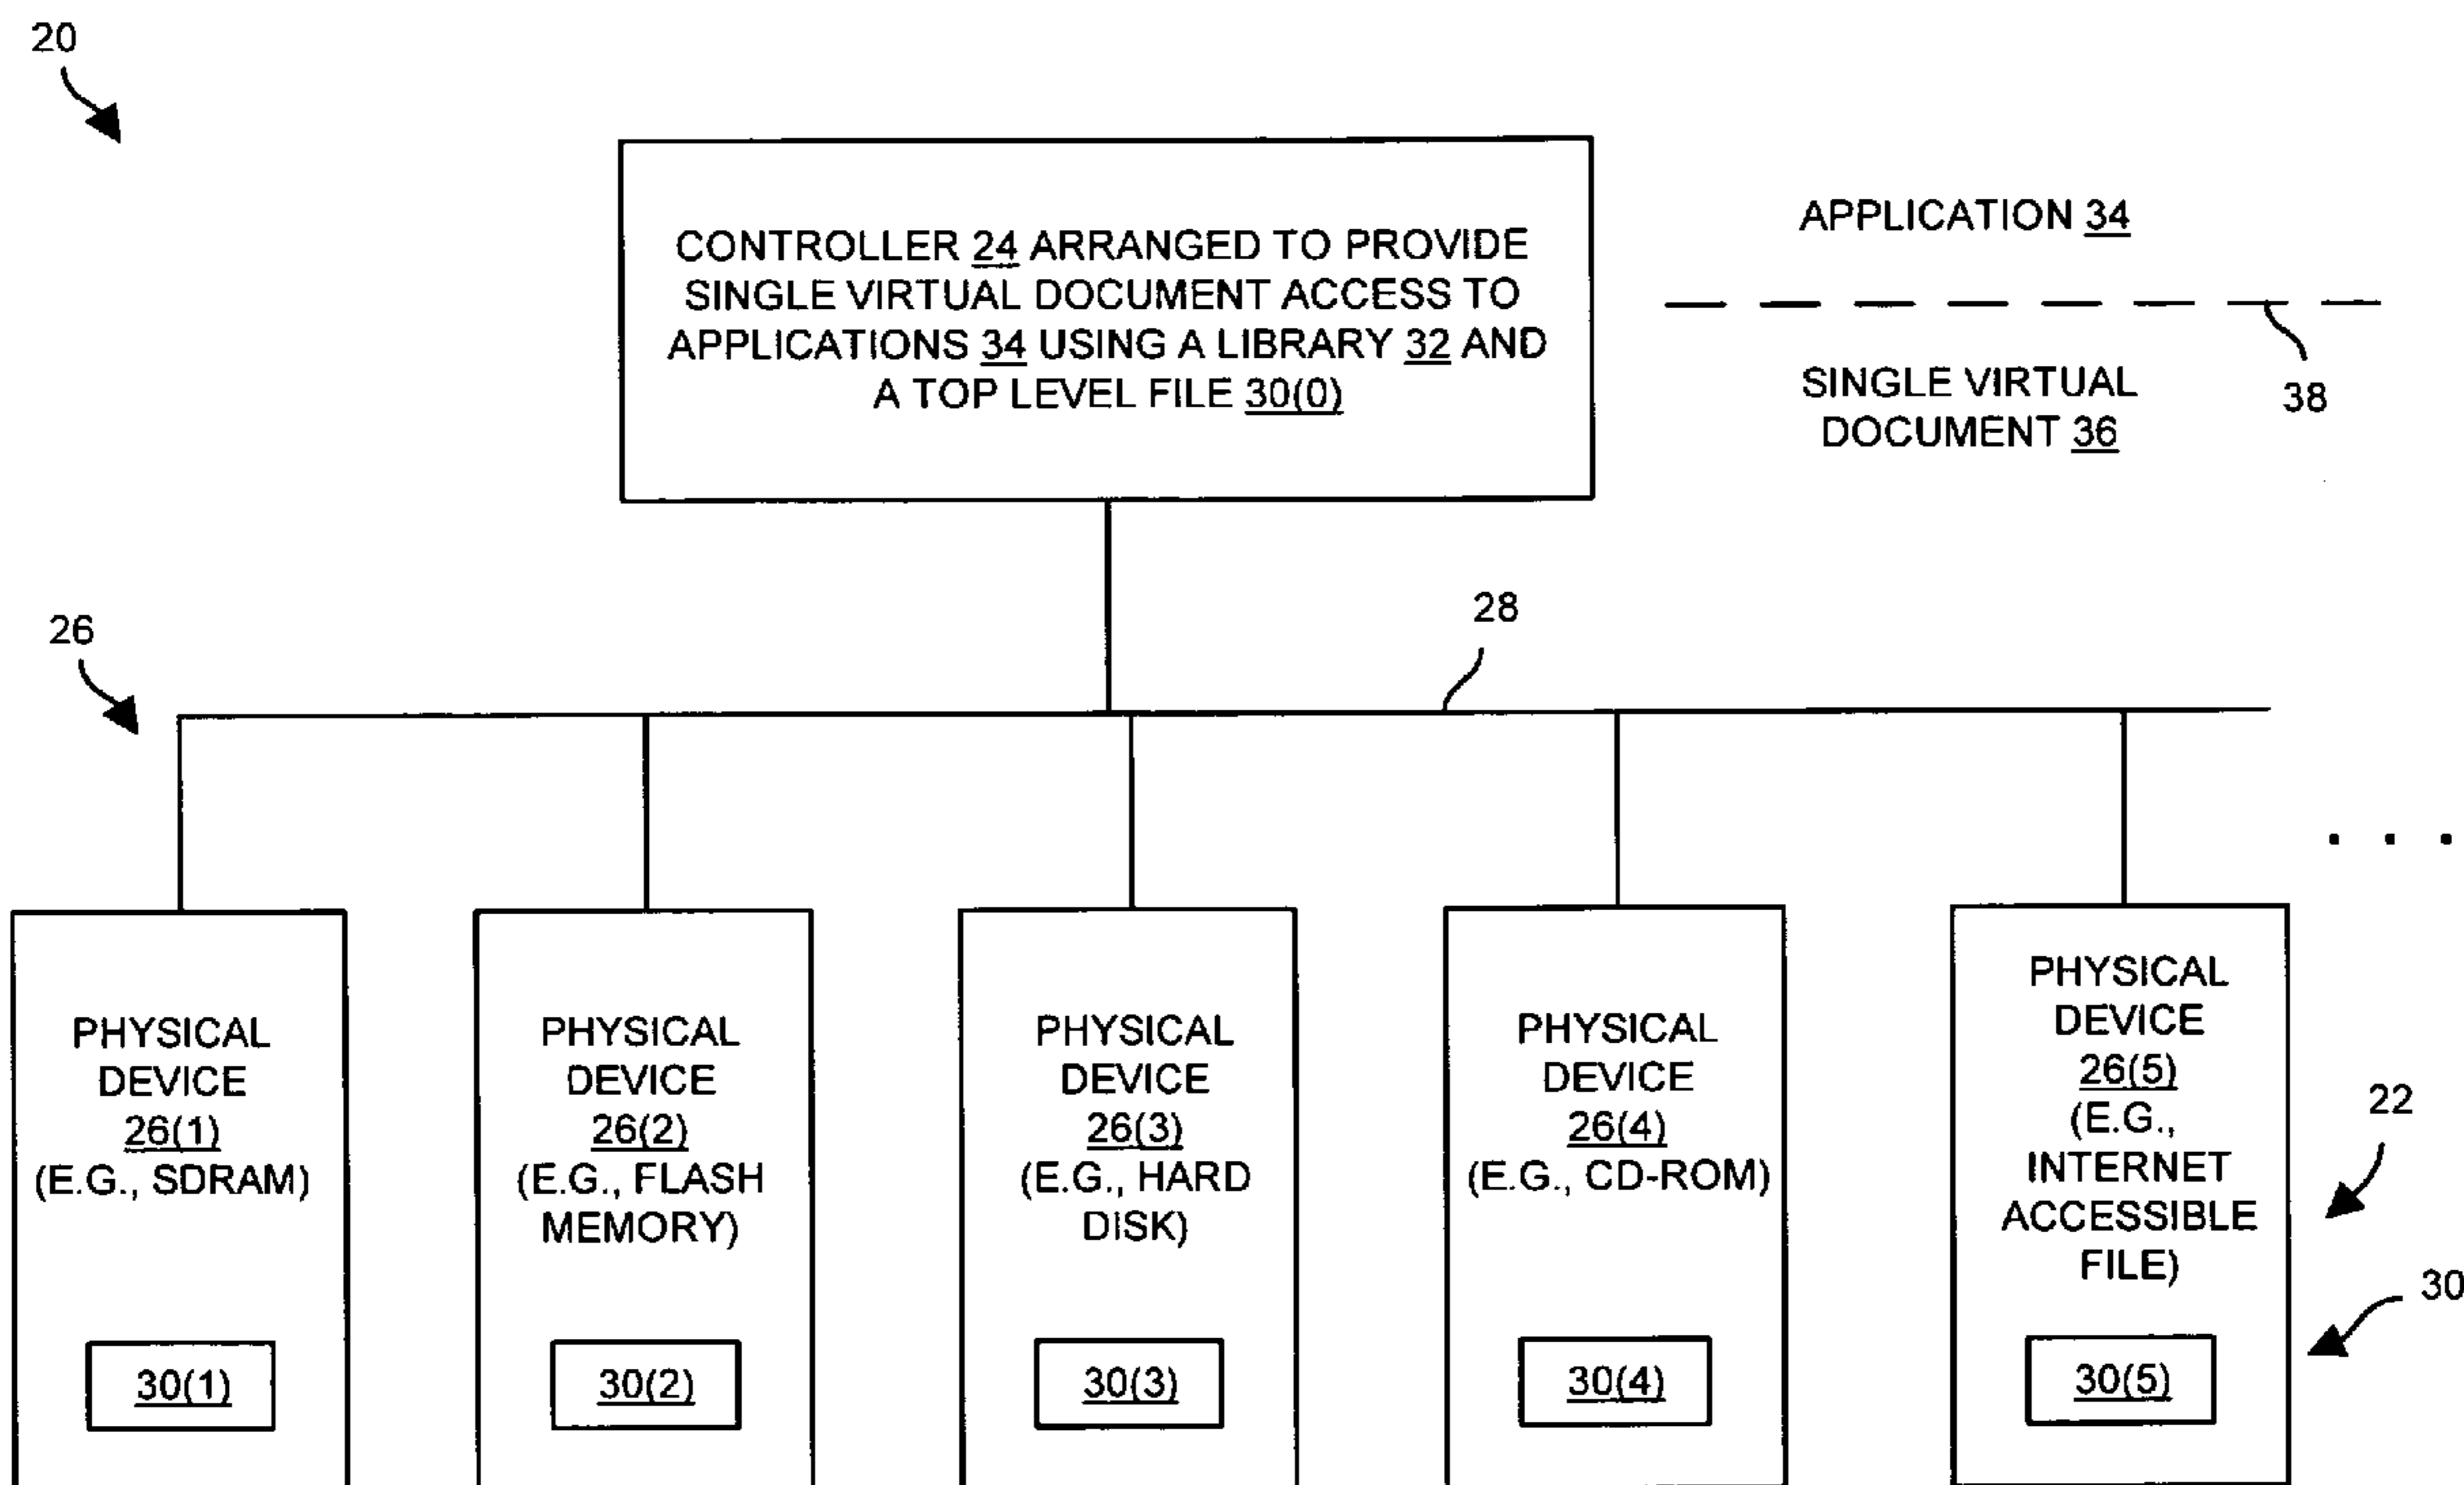 20
CONTROLLER 24 ARRANGED TO PROVIDE
SINGLE VIRTUAL DOCUMENT ACCESS TO
APPLICATIONS 34 USING A LIBRARY 32 AND
A TOP LEVEL FILE 30(0)
APPLICATION 34
38
SINGLE VIRTUAL
DOCUMENT 36
26
28
. . .
PHYSICAL
DEVICE
26(1)
(E.G., SDRAM)
30(1)
PHYSICAL
DEVICE
26(2)
(E.G., FLASH
MEMORY)
30(2)
PHYSICAL
DEVICE
26(3)
(E.G., HARD
DISK)
30(3)
PHYSICAL
DEVICE
26(4)
(E.G., CD-ROM)
30(4)
PHYSICAL
DEVICE
26(5)
(E.G.,
INTERNET
ACCESSIBLE
FILE)
30(5)
22
30